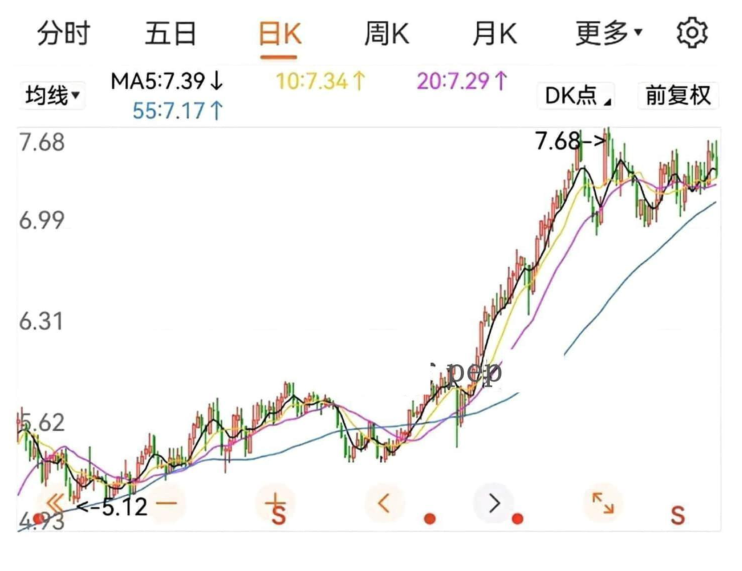 分时 五日 日K 周K 月K 更多▾
均线▾ MA5:7.39↓ 10:7.34↑ 20:7.29↑ DK点 前复权
55:7.17↑
7.68 7.68->
6.99
6.31
pep
5.62
<-5.12
4.93 S S